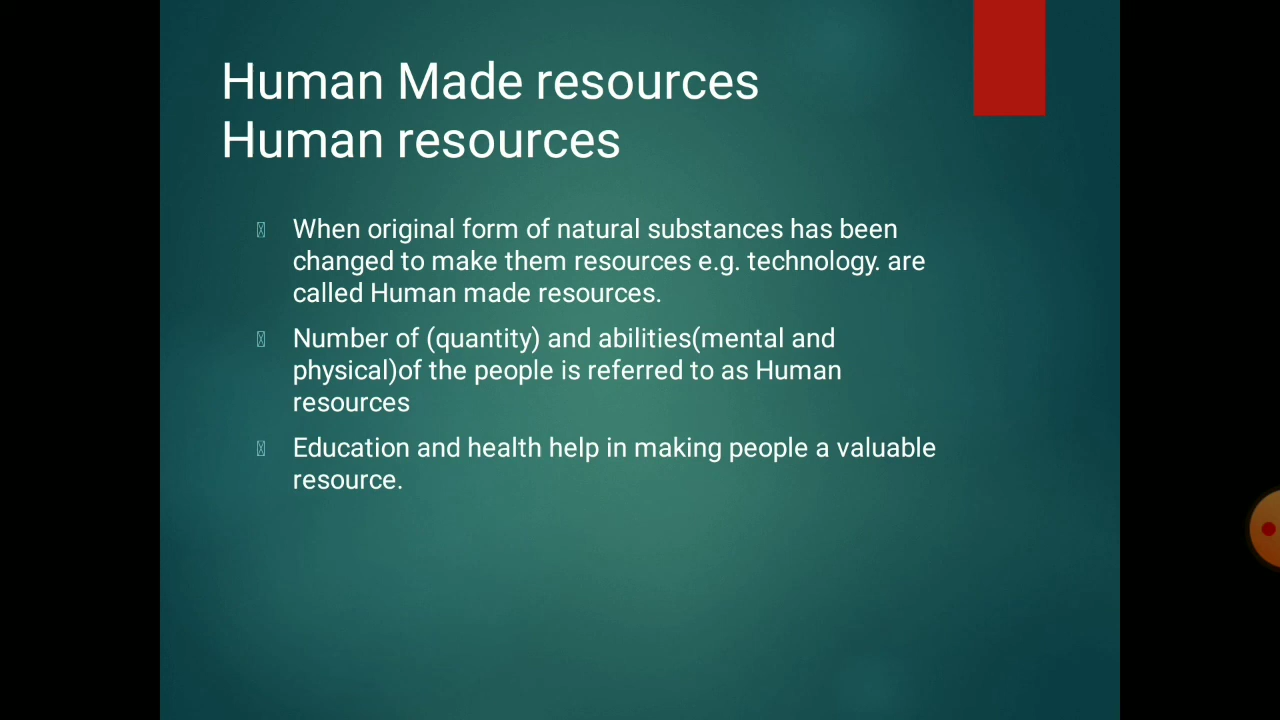 Human Made resources
Human resources
When original form of natural substances has been
changed to make them resources e.g. technology. are
called Human made resources.
Number of (quantity) and abilities(mental and
physical)of the people is referred to as Human
resources
Education and health help in making people a valuable
resource.